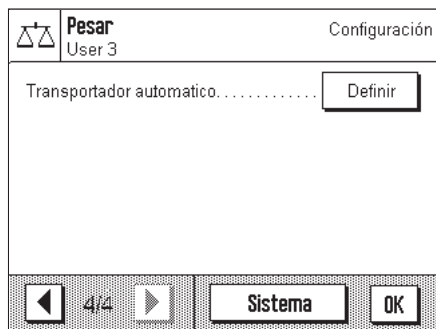 Pesar
Configuración
User 3
Transportador automatico............. Definir
4/4 Sistema OK